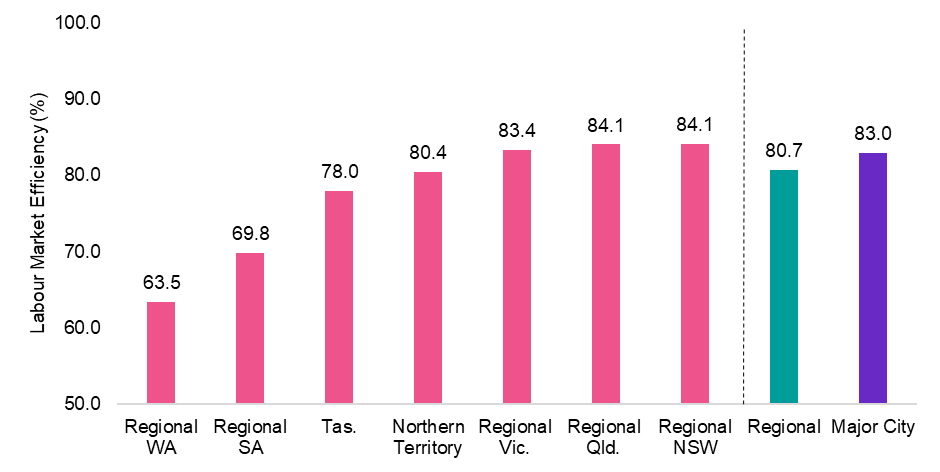 Labour Market Efficiency (%)
100.0
90.0
80.0
70.0
60.0
50.0
63.5
69.8
78.0
80.4
83.4
84.1
84.1
80.7
83.0
Regional
WA
Regional
SA
Tas.
Northern
Territory
Regional
Vic.
Regional
Qld.
Regional
NSW
Regional
Major City